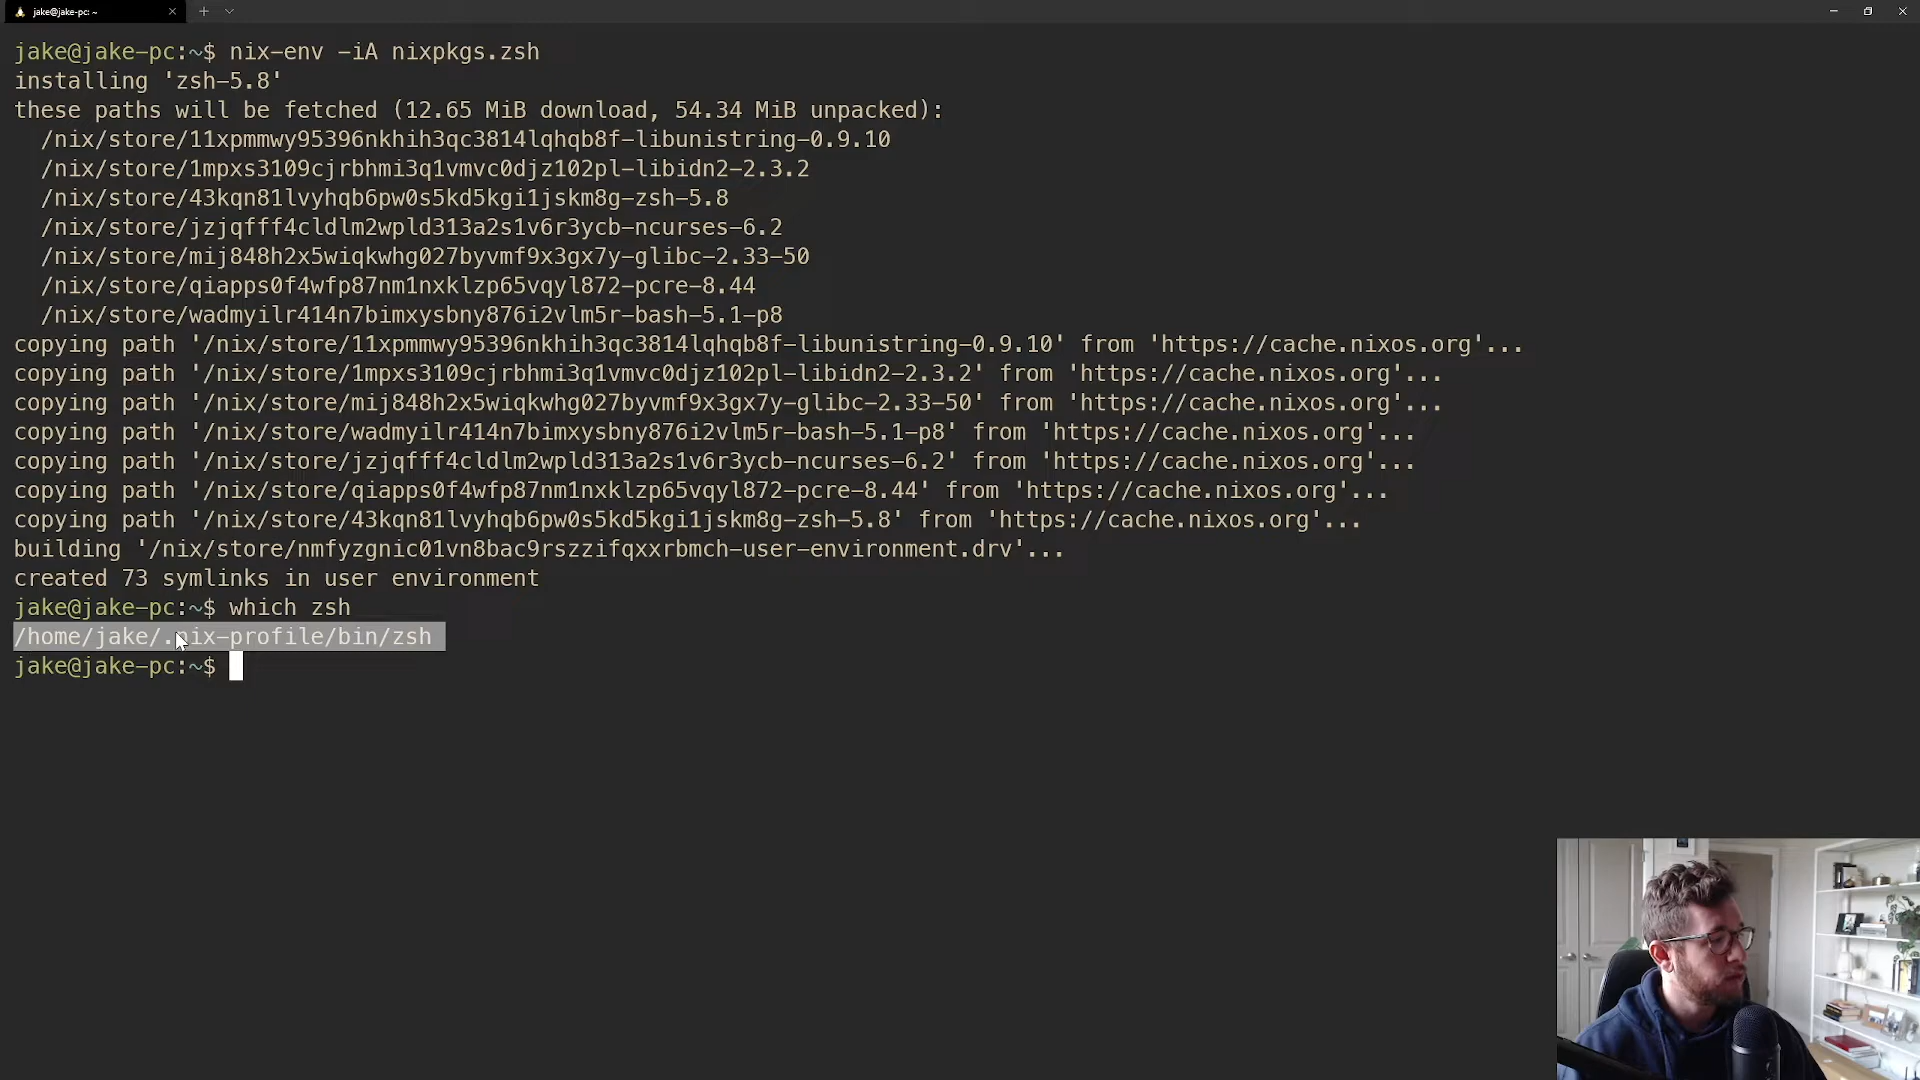 jake@jake-pc: ~
jake@jake-pc:~$ nix-env -iA nixpkgs.zsh
installing 'zsh-5.8'
these paths will be fetched (12.65 MiB download, 54.34 MiB unpacked):
/nix/store/11xpmmwy95396nkhih3qc3814lqhqb8f-libunistring-0.9.10
/nix/store/1mpxs3109cjrbhmi3q1vmvc0djz102pl-libidn2-2.3.2
/nix/store/43kqn81lvyhqb6pw0s5kd5kgi1jskm8g-zsh-5.8
/nix/store/jzjqfff4cldlm2wpld313a2s1v6r3ycb-ncurses-6.2
/nix/store/mij848h2x5wiqkwhg027byvmf9x3gx7y-glibc-2.33-50
/nix/store/qiapps0f4wfp87nm1nxklzp65vqyl872-pcre-8.44
/nix/store/wadmyilr414n7bimxysbny876i2vlm5r-bash-5.1-p8
copying path '/nix/store/11xpmmwy95396nkhih3qc3814lqhqb8f-libunistring-0.9.10' from 'https://cache.nixos.org'...
copying path '/nix/store/1mpxs3109cjrbhmi3q1vmvc0djz102pl-libidn2-2.3.2' from 'https://cache.nixos.org'...
copying path '/nix/store/mij848h2x5wiqkwhg027byvmf9x3gx7y-glibc-2.33-50' from 'https://cache.nixos.org'...
copying path '/nix/store/wadmyilr414n7bimxysbny876i2vlm5r-bash-5.1-p8' from 'https://cache.nixos.org'...
copying path '/nix/store/jzjqfff4cldlm2wpld313a2s1v6r3ycb-ncurses-6.2' from 'https://cache.nixos.org'...
copying path '/nix/store/qiapps0f4wfp87nm1nxklzp65vqyl872-pcre-8.44' from 'https://cache.nixos.org'...
copying path '/nix/store/43kqn81lvyhqb6pw0s5kd5kgi1jskm8g-zsh-5.8' from 'https://cache.nixos.org'...
building '/nix/store/nmfyzgnic01vn8bac9rszzifqxxrbmch-user-environment.drv'...
created 73 symlinks in user environment
jake@jake-pc:~$ which zsh
/home/jake/.nix-profile/bin/zsh
jake@jake-pc:~$